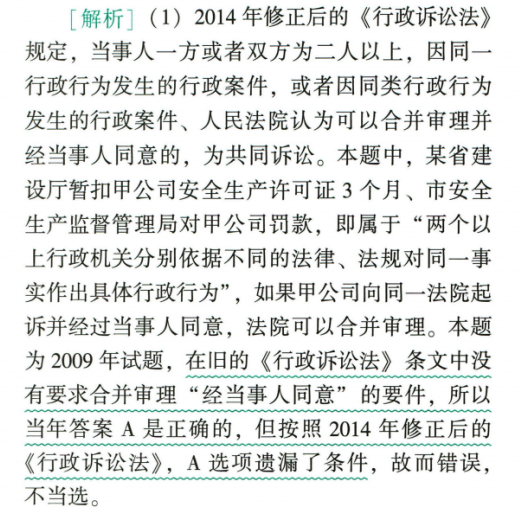 [解析]（1）2014 年修正后的《行政诉讼法》
规定，当事人一方或者双方为二人以上，因同一
行政行为发生的行政案件，或者因同类行政行为
发生的行政案件、人民法院认为可以合并审理并
经当事人同意的，为共同诉讼。本题中，某省建
设厅暂扣甲公司安全生产许可证 3 个月、市安全
生产监督管理局对甲公司罚款，即属于“两个以
上行政机关分别依据不同的法律、法规对同一事
实作出具体行政行为”，如果甲公司向同一法院起
诉并经过当事人同意，法院可以合并审理。本题
为 2009 年试题，在旧的《行政诉讼法》条文中没
有要求合并审理“经当事人同意”的要件，所以
当年答案 A 是正确的，但按照 2014 年修正后的
《行政诉讼法》，A 选项遗漏了条件，故而错误，
不当选。